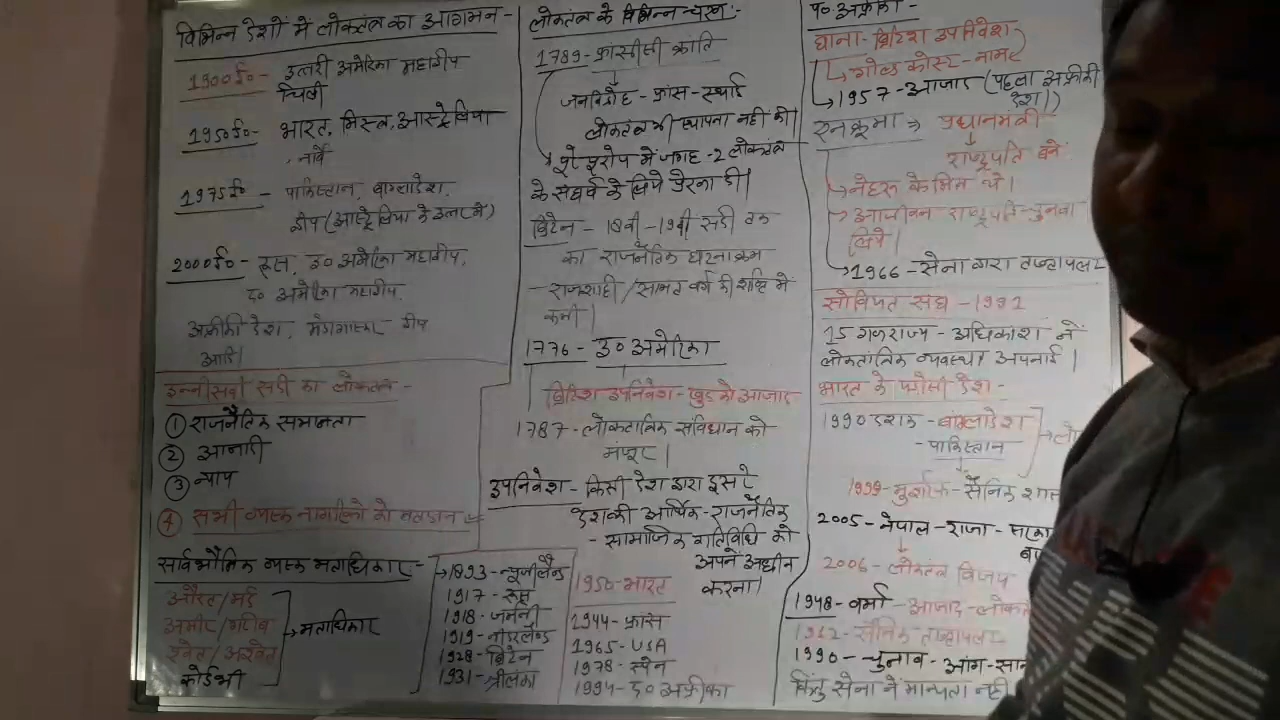 विभिन्न देशों में लोकतंत्र का आगमन -
1900ई०- उत्तरी अमेरिका महाद्वीप
चिली
1950ई०- भारत, मिस्र, आस्ट्रेलिया
, नार्वे
1975ई० - पाकिस्तान, बांग्लादेश,
द्वीप (आस्ट्रेलिया के उत्तर में)
2000ई०- रूस, उ० अमेरिका महाद्वीप,
द० अमेरिका महाद्वीप,
अफ्रीकी देश, मेडागास्कर द्वीप
आदि।
उन्नीसवीं सदी का लोकतंत्र -
① राजनैतिक समानता
② आजादी
③ न्याय
④ सभी व्यस्क नागरिकों को मतदान
सार्वभौमिक व्यस्क मताधिकार -
औरत/मर्द
अमीर/गरीब
श्वेत/अश्वेत
कोई भी
→ मताधिकार
→ 1893 - न्यूजीलैंड
1917 - रूस
1918 - जर्मनी
1919 - नीदरलैण्ड
1928 - ब्रिटेन
1931 - श्रीलंका
लोकतंत्र के विभिन्न चरण :-
1789 - फ्रांसीसी क्रांति
जनविद्रोह - फ्रांस - स्थाई
लोकतंत्र की स्थापना नहीं की।
पूरे यूरोप में जगह-2 लोकतंत्र
के संघर्ष के लिये प्रेरणा दी।
ब्रिटेन - 18वी - 19वी सदी तक
का राजनैतिक घटनाक्रम
- राजशाही / सामंत वर्ग की शक्ति में
कमी।
1776 - उ० अमेरिका
ब्रिटिश उपनिवेश - खुद को आजाद
1787 - लोकतांत्रिक संविधान को
मंजूर।
उपनिवेश - किसी देश द्वारा दूसरे
देश की आर्थिक - राजनैतिक
- सामाजिक गतिविधि को
अपने अधीन
करना।
1950 - भारत
1944 - फ्रांस
1965 - USA
1978 - स्पेन
1994 - द० अफ्रीका
प० अफ्रीका -
घाना - ब्रिटिश उपनिवेश
गोल्ड कोस्ट - नाम से
1957 - आजाद (पहला अफ्रीकी
देश।)
एनक्रूमा → प्रधानमंत्री
राष्ट्रपति बने
नेहरू के मित्र थे।
आजीवन राष्ट्रपति - चुनवा
लिये।
1966 - सेना द्वारा तख्तापलट
सोवियत संघ - 1991
15 गणराज्य - अधिकांश ने
लोकतांत्रिक व्यवस्था अपनाई।
भारत के पड़ोसी देश -
1990 दशक - बांग्लादेश
- पाकिस्तान
→ लो
1999 - मुशर्रफ - सैनिक शास
2005 - नेपाल - राजा - सरका
2006 - लोकतंत्र विजय
1948 - वर्मा - आजाद - लोकतं
1962 - सैनिक तख्तापलट
1990 - चुनाव - आंग - सान
किंतु सेना ने मान्यता नहीं